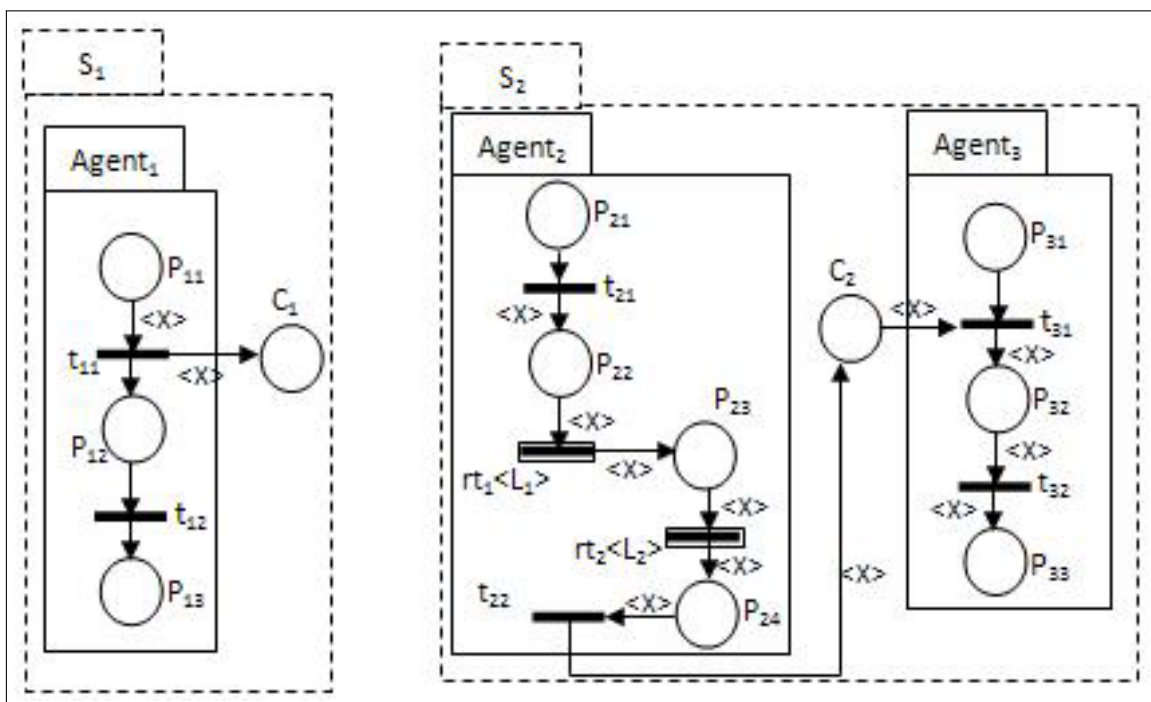 S₁
Agent₁
P₁₁
<X>
t₁₁
<X>
C₁
P₁₂
t₁₂
P₁₃
S₂
Agent₂
P₂₁
t₂₁
<X>
P₂₂
<X>
P₂₃
rt₁<L₁>
<X>
<X>
rt₂<L₂>
<X>
t₂₂
<X>
P₂₄
<X>
C₂
<X>
Agent₃
P₃₁
t₃₁
<X>
P₃₂
<X>
t₃₂
<X>
P₃₃